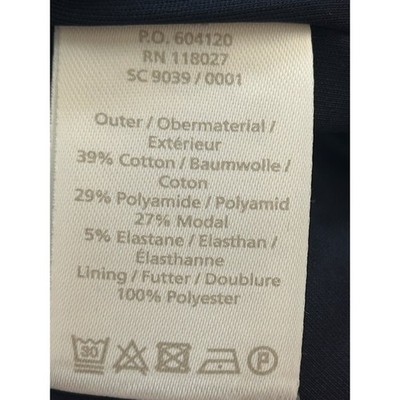 P.O. 604120
RN 118027
SC 9039 / 0001
Outer / Obermaterial /
Extérieur
39% Cotton / Baumwolle /
Coton
29% Polyamide / Polyamid
27% Modal
5% Elastane / Elasthan /
Élasthanne
Lining / Futter / Doublure
100% Polyester
30 P